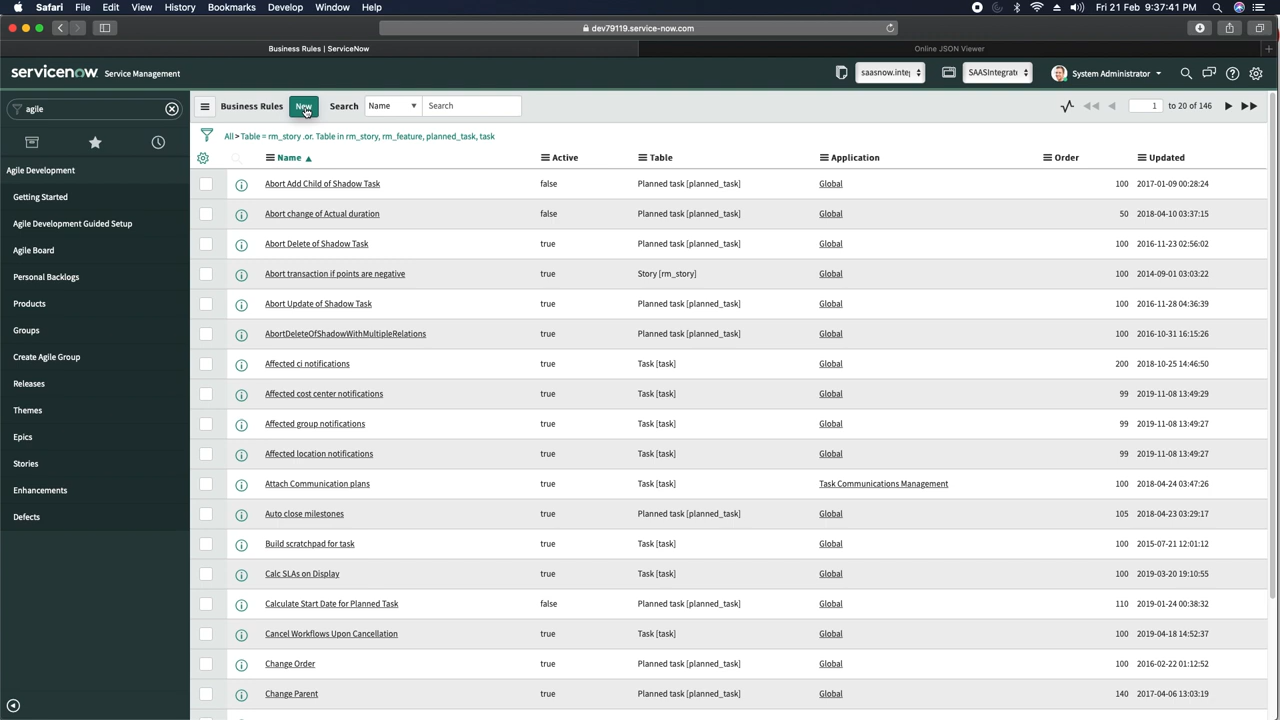 Safari File Edit View History Bookmarks Develop Window Help Fri 21 Feb 9:37:41 PM
dev79119.service-now.com
Business Rules | ServiceNow Online JSON Viewer
servicenow Service Management saasnow.inte SAASIntegrat System Administrator
agile
Business Rules New Search Name Search 1 to 20 of 146
All > Table = rm_story .or. Table in rm_story, rm_feature, planned_task, task
Name Active Table Application Order Updated
Agile Development
Getting Started
Agile Development Guided Setup
Agile Board
Personal Backlogs
Products
Groups
Create Agile Group
Releases
Themes
Epics
Stories
Enhancements
Defects
Abort Add Child of Shadow Task false Planned task [planned_task] Global 100 2017-01-09 00:28:24
Abort change of Actual duration false Planned task [planned_task] Global 50 2018-04-10 03:37:15
Abort Delete of Shadow Task true Planned task [planned_task] Global 100 2016-11-23 02:56:02
Abort transaction if points are negative true Story [rm_story] Global 100 2014-09-01 03:03:22
Abort Update of Shadow Task true Planned task [planned_task] Global 100 2016-11-28 04:36:39
AbortDeleteOfShadowWithMultipleRelations true Planned task [planned_task] Global 100 2016-10-31 16:15:26
Affected ci notifications true Task [task] Global 200 2018-10-25 14:46:50
Affected cost center notifications true Task [task] Global 99 2019-11-08 13:49:29
Affected group notifications true Task [task] Global 99 2019-11-08 13:49:27
Affected location notifications true Task [task] Global 99 2019-11-08 13:49:27
Attach Communication plans true Task [task] Task Communications Management 100 2018-04-24 03:47:26
Auto close milestones true Planned task [planned_task] Global 105 2018-04-23 03:29:17
Build scratchpad for task true Task [task] Global 100 2015-07-21 12:01:12
Calc SLAs on Display true Task [task] Global 100 2019-03-20 19:10:55
Calculate Start Date for Planned Task false Planned task [planned_task] Global 110 2019-01-24 00:38:32
Cancel Workflows Upon Cancellation true Task [task] Global 100 2019-04-18 14:52:37
Change Order true Planned task [planned_task] Global 100 2016-02-22 01:12:52
Change Parent true Planned task [planned_task] Global 140 2017-04-06 13:03:19